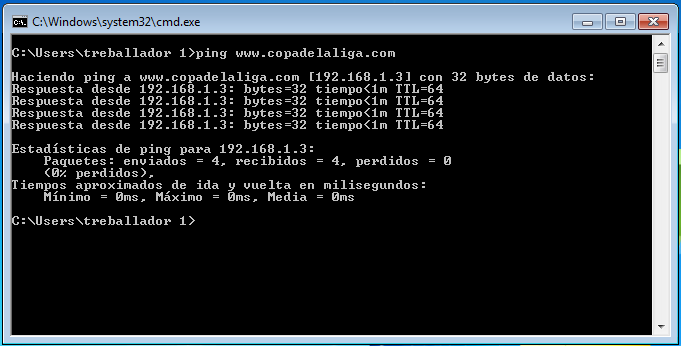 C:\Windows\system32\cmd.exe
C:\Users\treballador 1>ping www.copadelaliga.com
Haciendo ping a www.copadelaliga.com [192.168.1.3] con 32 bytes de datos:
Respuesta desde 192.168.1.3: bytes=32 tiempo<1m TTL=64
Respuesta desde 192.168.1.3: bytes=32 tiempo<1m TTL=64
Respuesta desde 192.168.1.3: bytes=32 tiempo<1m TTL=64
Respuesta desde 192.168.1.3: bytes=32 tiempo<1m TTL=64
Estadísticas de ping para 192.168.1.3:
Paquetes: enviados = 4, recibidos = 4, perdidos = 0
(0% perdidos),
Tiempos aproximados de ida y vuelta en milisegundos:
Mínimo = 0ms, Máximo = 0ms, Media = 0ms
C:\Users\treballador 1>